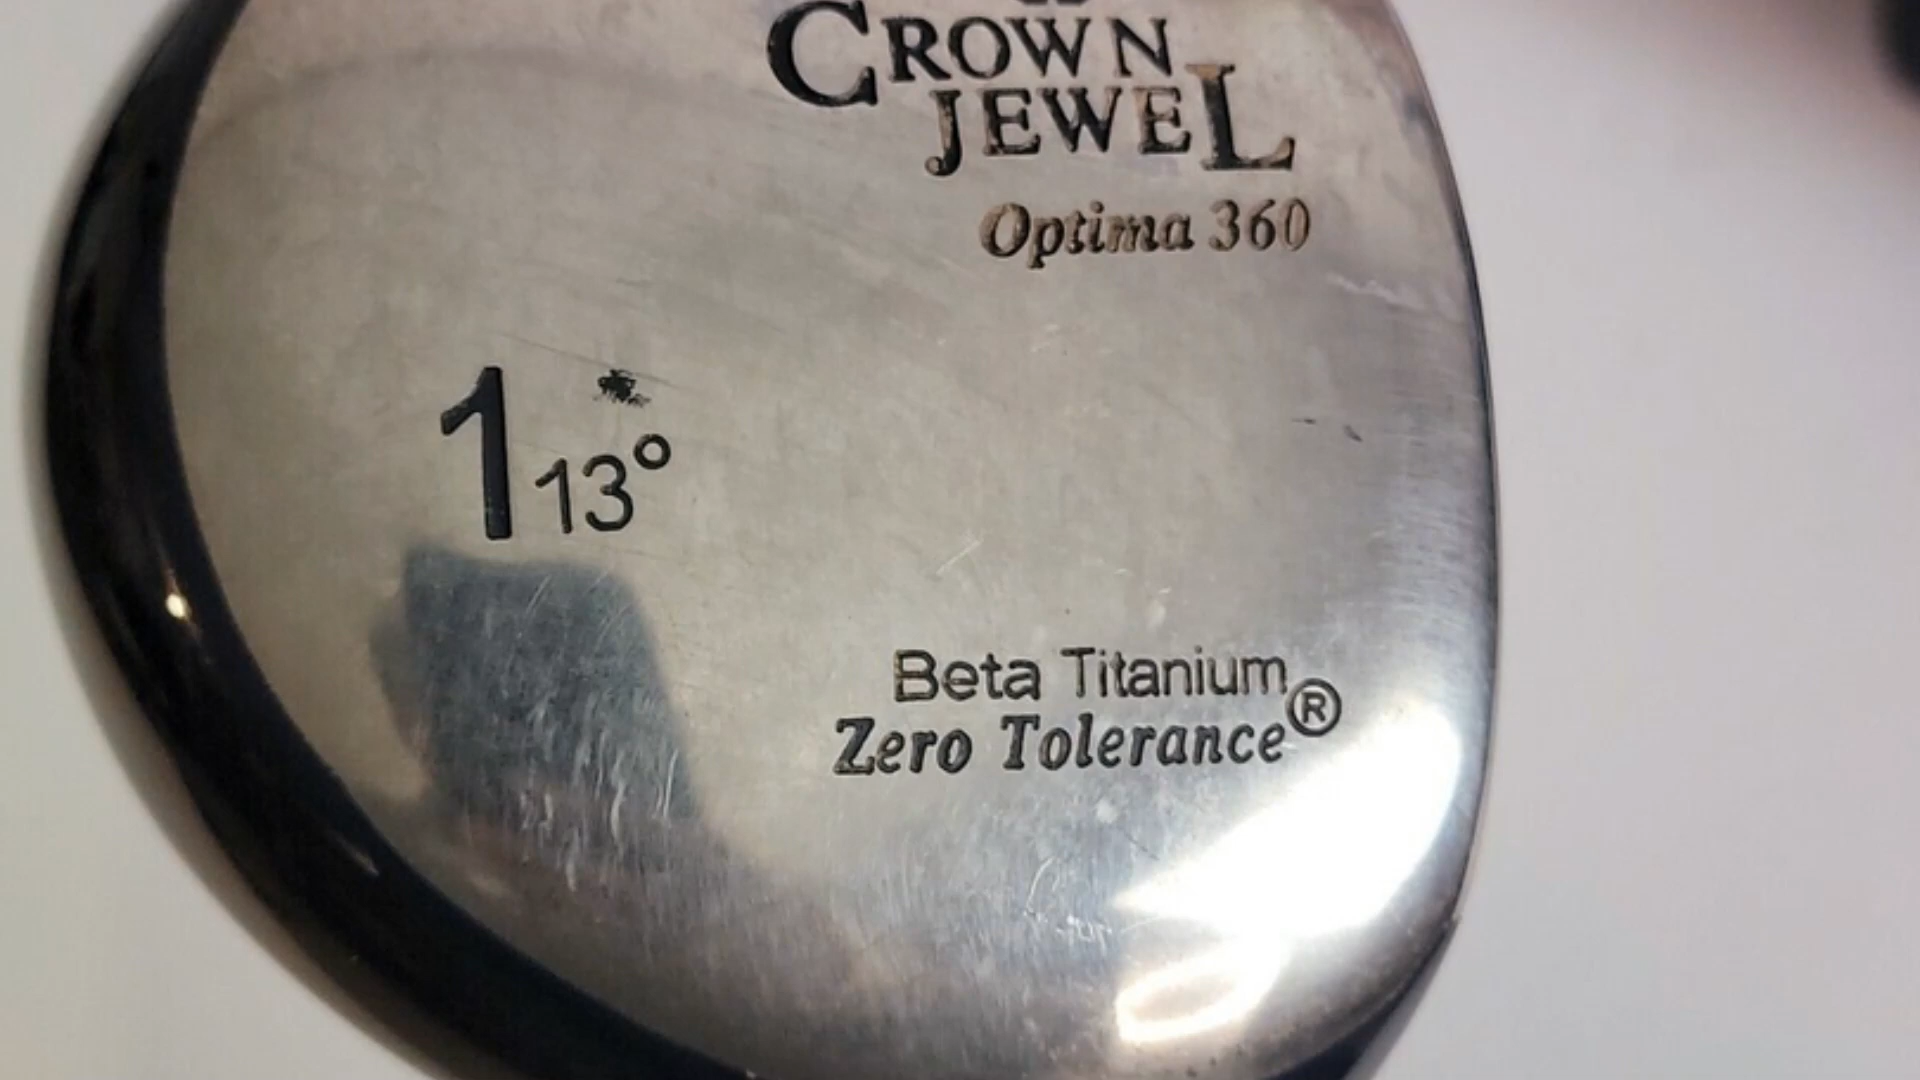 CROWN
JEWEL
Optima 360
1 13°
Beta Titanium
Zero Tolerance®